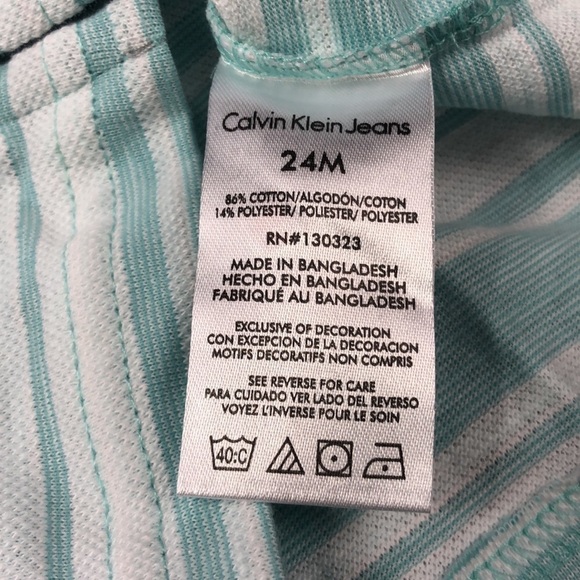 Calvin Klein Jeans
24M
86% COTTON/ALGODÓN/COTON
14% POLYESTER/ POLIESTER/ POLYESTER
RN#130323
MADE IN BANGLADESH
HECHO EN BANGLADESH
FABRIQUÉ AU BANGLADESH
EXCLUSIVE OF DECORATION
CON EXCEPCION DE LA DECORACION
MOTIFS DECORATIFS NON COMPRIS
SEE REVERSE FOR CARE
PARA CUIDADO VER LADO DEL REVERSO
VOYEZ L'INVERSE POUR LE SOIN
40:C